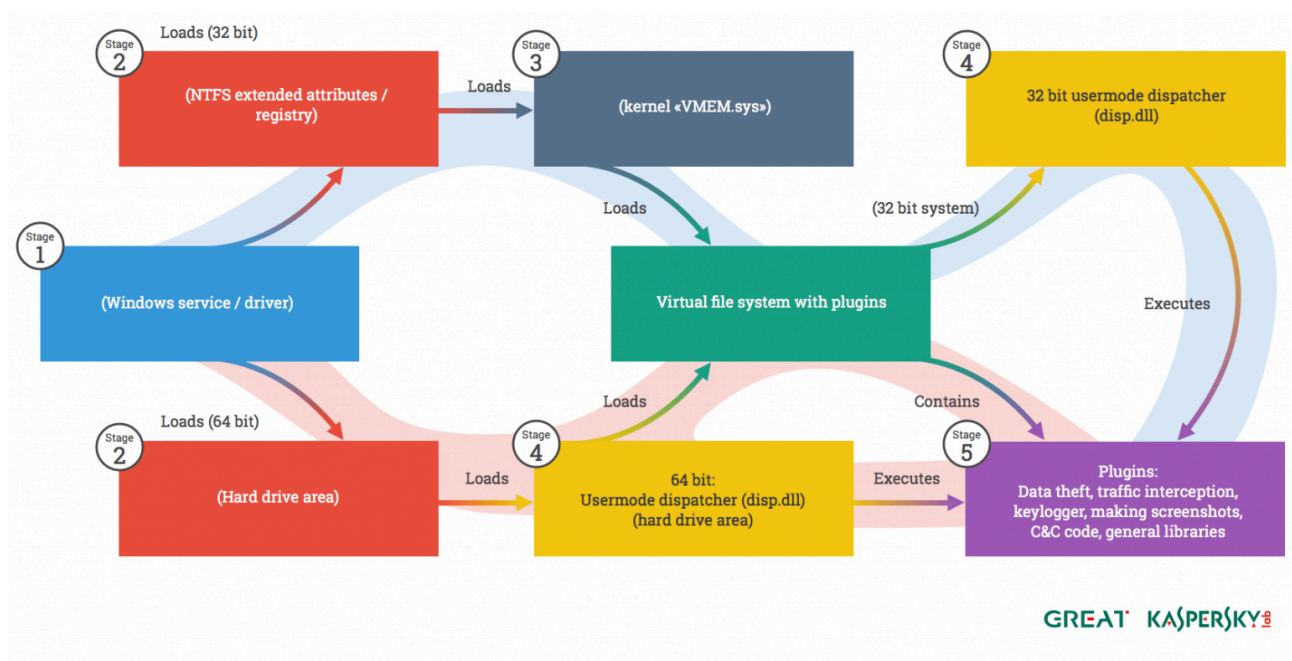 Stage
2
Loads (32 bit)
(NTFS extended attributes /
registry)
Loads
Stage
3
(kernel «VMEM.sys»)
Stage
4
32 bit usermode dispatcher
(disp.dll)
Loads
(32 bit system)
Stage
1
(Windows service / driver)
Virtual file system with plugins
Executes
Loads (64 bit)
Loads
Contains
Stage
2
(Hard drive area)
Loads
Stage
4
64 bit:
Usermode dispatcher (disp.dll)
(hard drive area)
Executes
Stage
5
Plugins:
Data theft, traffic interception,
keylogger, making screenshots,
C&C code, general libraries
GREAT KASPERSKY lab